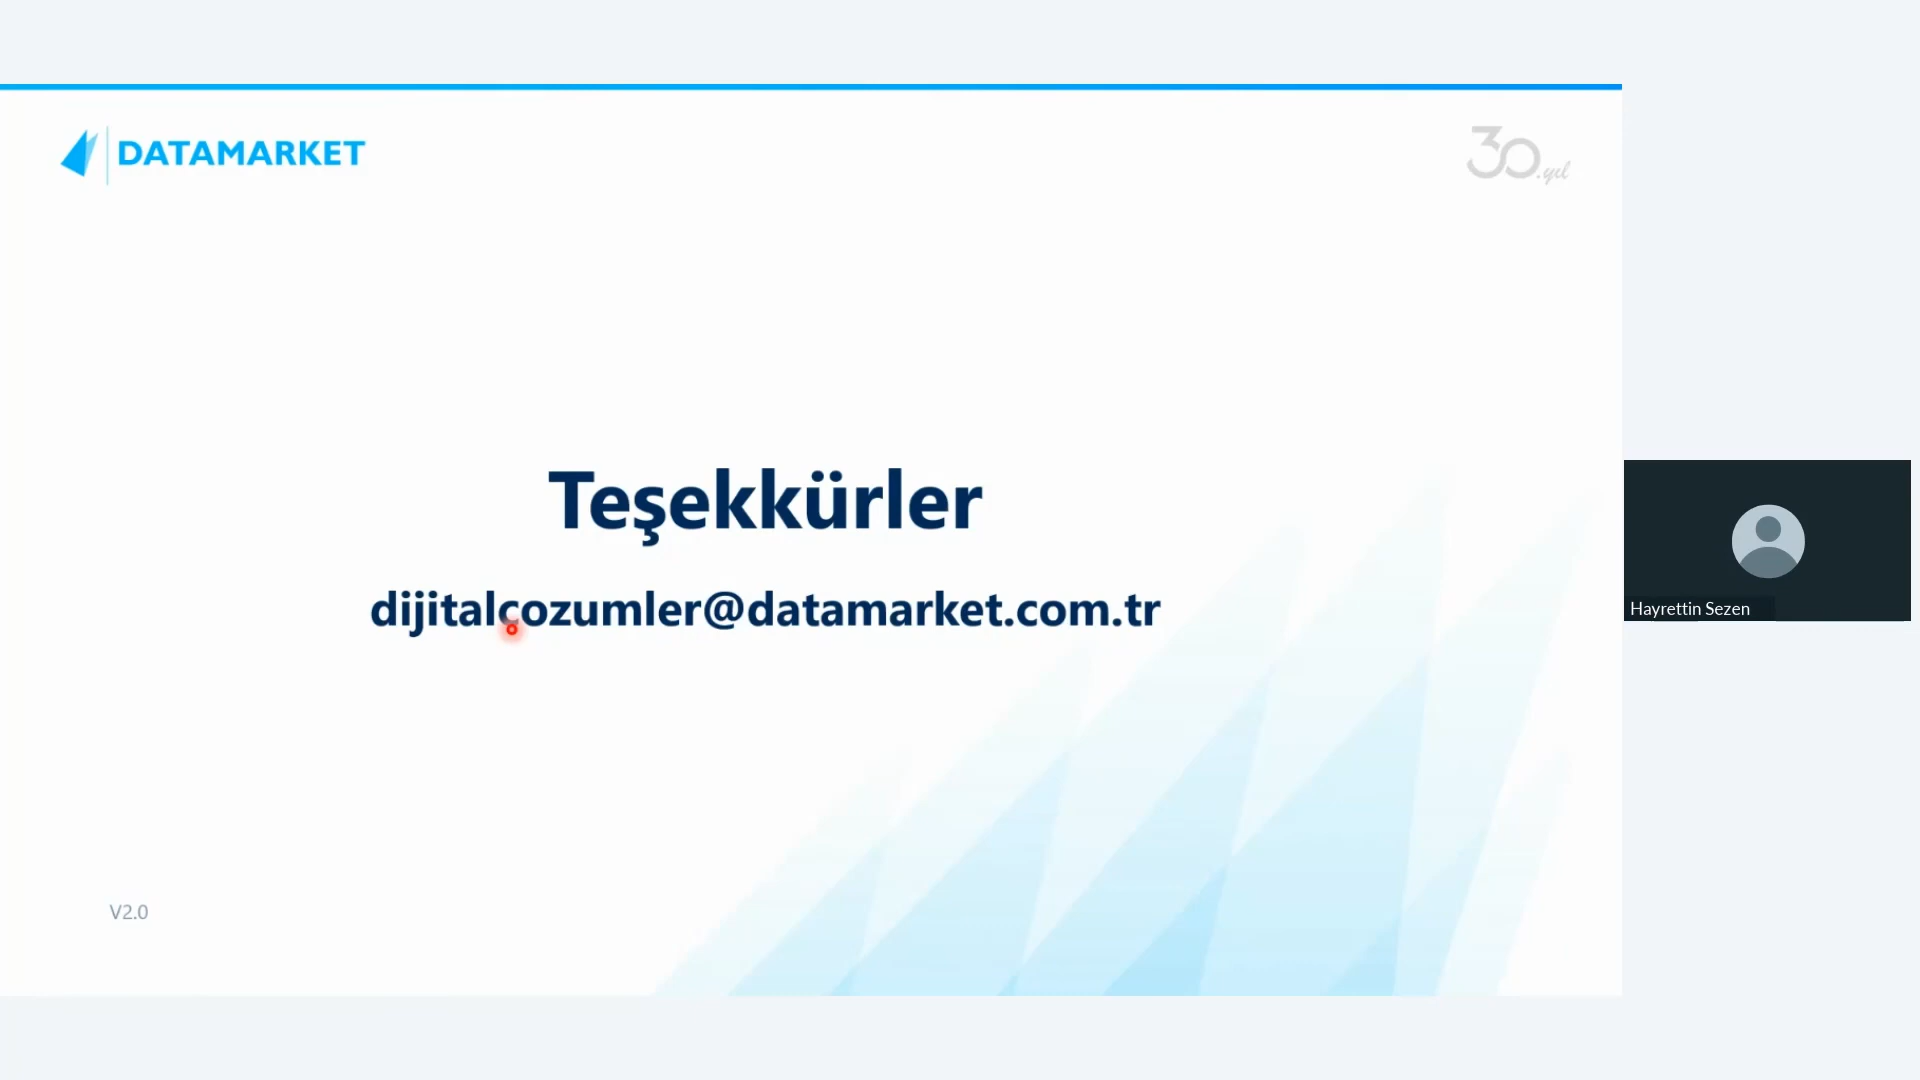 DATAMARKET
30.yıl
Teşekkürler
dijitalcozumler@datamarket.com.tr
Hayrettin Sezen
V2.0